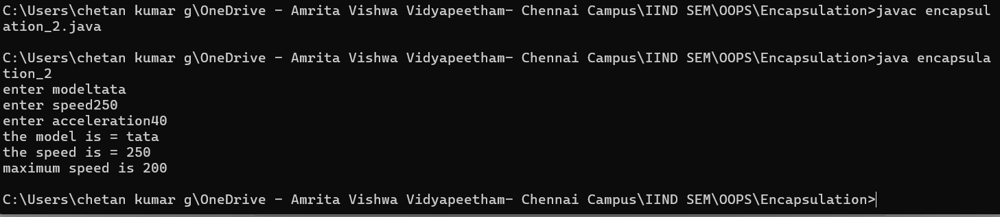 C:\Users\chetan kumar g\OneDrive - Amrita Vishwa Vidyapeetham- Chennai Campus\IIND SEM\OOPS\Encapsulation>javac encapsul
ation_2.java
C:\Users\chetan kumar g\OneDrive - Amrita Vishwa Vidyapeetham- Chennai Campus\IIND SEM\OOPS\Encapsulation>java encapsula
tion_2
enter modeltata
enter speed250
enter acceleration40
the model is = tata
the speed is = 250
maximum speed is 200
C:\Users\chetan kumar g\OneDrive - Amrita Vishwa Vidyapeetham- Chennai Campus\IIND SEM\OOPS\Encapsulation>